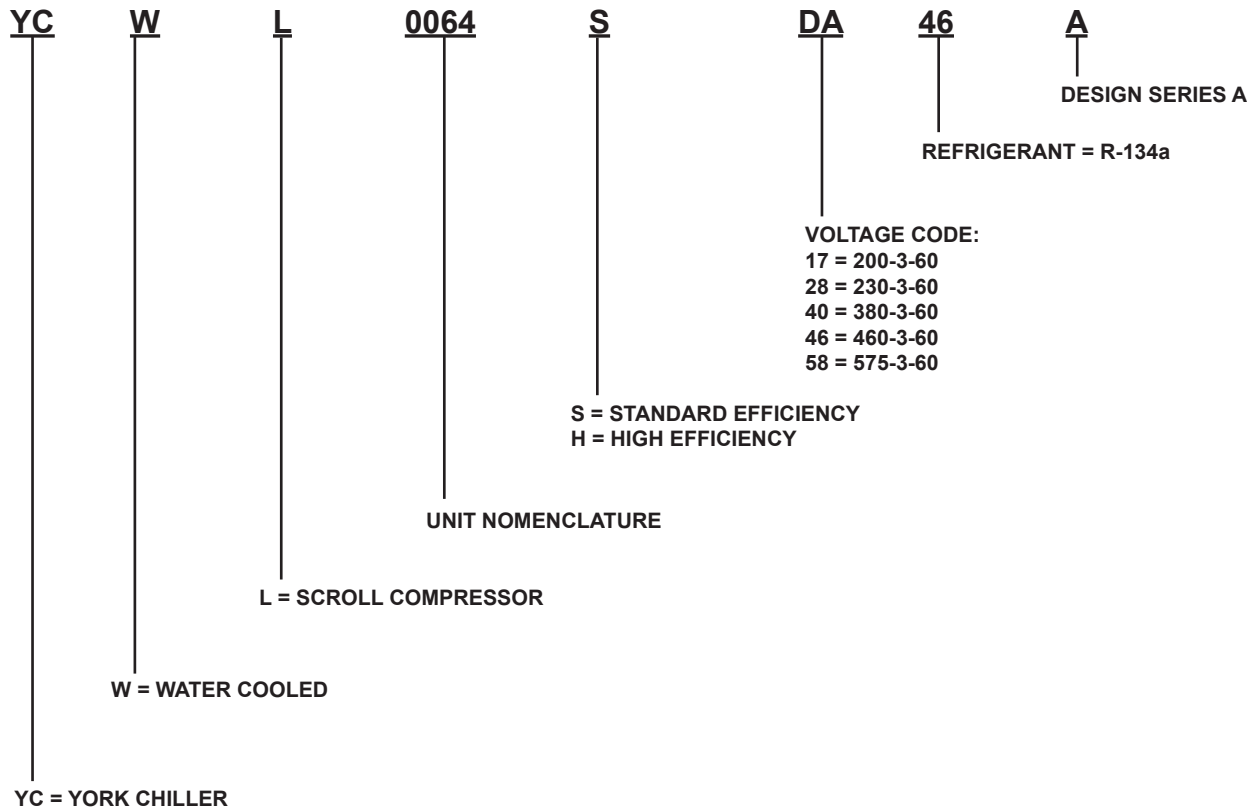 YC W L 0064 S DA 46 A
DESIGN SERIES A
REFRIGERANT = R-134a
VOLTAGE CODE:
17 = 200-3-60
28 = 230-3-60
40 = 380-3-60
46 = 460-3-60
58 = 575-3-60
S = STANDARD EFFICIENCY
H = HIGH EFFICIENCY
UNIT NOMENCLATURE
L = SCROLL COMPRESSOR
W = WATER COOLED
YC = YORK CHILLER